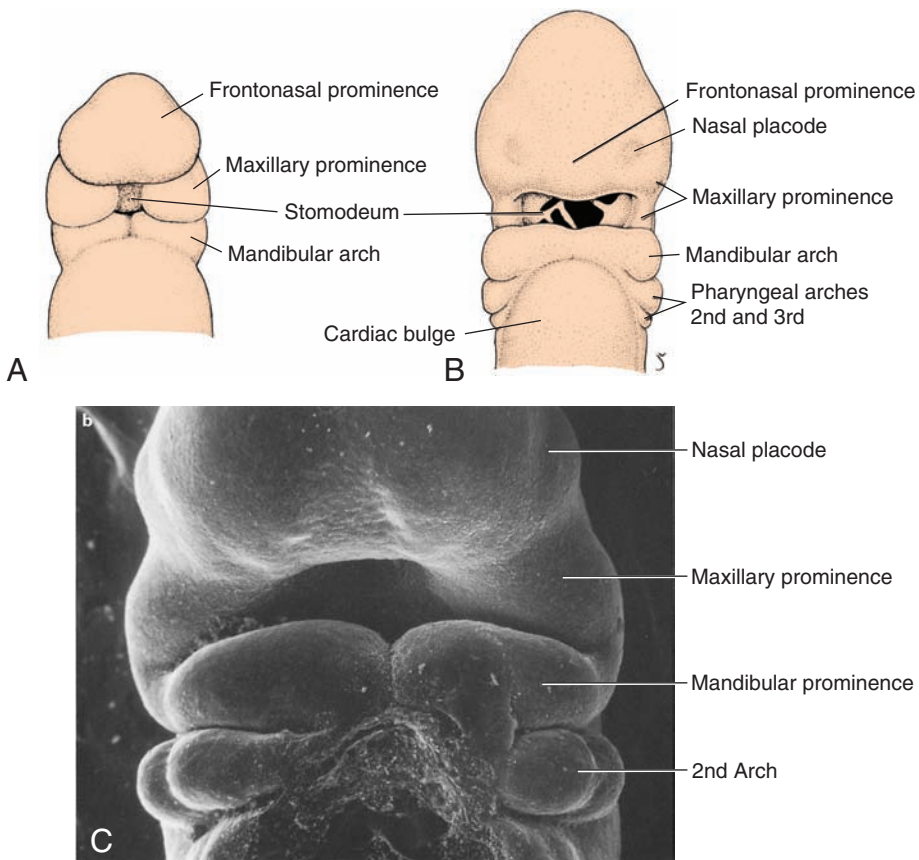 Frontonasal prominence
Maxillary prominence
Stomodeum
Mandibular arch
A
Frontonasal prominence
Nasal placode
Maxillary prominence
Mandibular arch
Pharyngeal arches
2nd and 3rd
Cardiac bulge
B
b
Nasal placode
Maxillary prominence
Mandibular prominence
2nd Arch
C